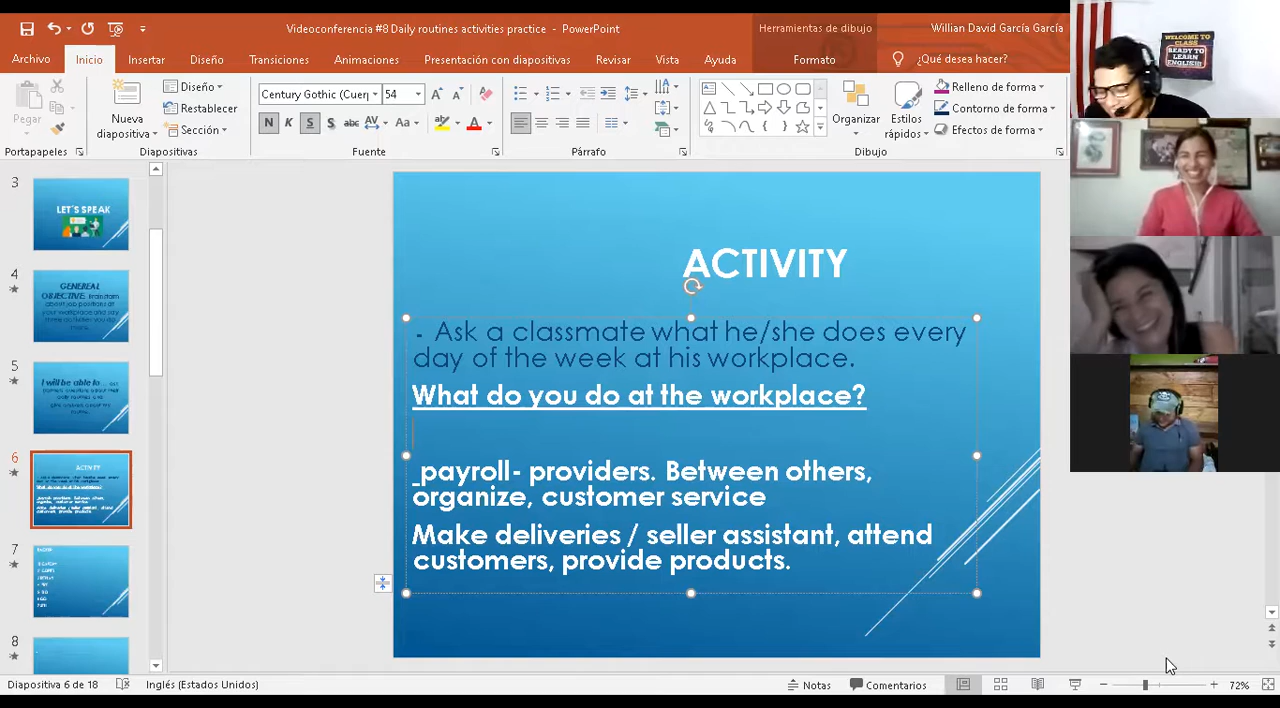 Videoconferencia #8 Daily routines activities practice - PowerPoint
Herramientas de dibujo
Willian David García García
Archivo
Inicio
Insertar
Diseño
Transiciones
Animaciones
Presentación con diapositivas
Revisar
Vista
Ayuda
Formato
¿Qué desea hacer?
Pegar
Nueva diapositiva
Diseño
Restablecer
Sección
Century Gothic (Cuer
54
N K S S abc AV Aa A
Organizar
Estilos rápidos
Relleno de forma
Contorno de forma
Efectos de forma
Portapapeles
Diapositivas
Fuente
Párrafo
Dibujo
WELCOME TO CLASS
READY TO LEARN ENGLISH!
3
LET'S SPEAK
4
5
I will be able to...
6
ACTIVITY
7
8
ACTIVITY
- Ask a classmate what he/she does every
day of the week at his workplace.
What do you do at the workplace?
_payroll- providers. Between others,
organize, customer service
Make deliveries / seller assistant, attend
customers, provide products.
Diapositiva 6 de 18
Inglés (Estados Unidos)
Notas
Comentarios
72%